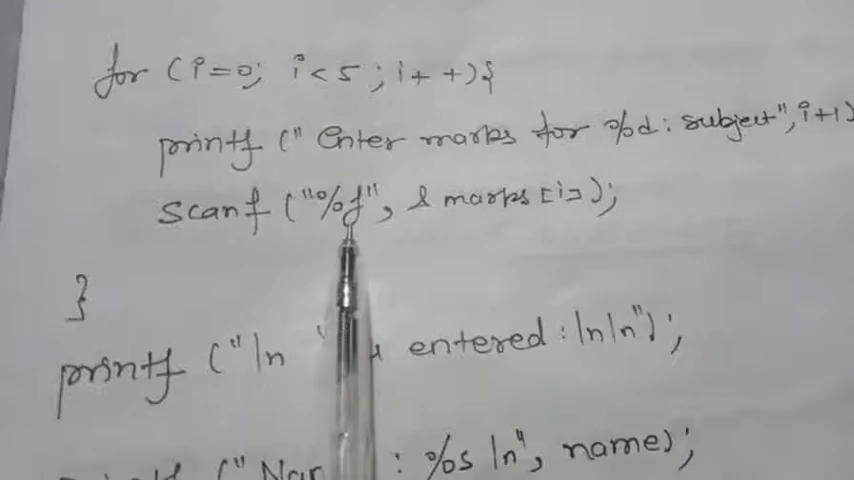 for (i=0; i<5; i++){
printf ("Enter marks for %d: subject", i+1)
scanf ("%f", & marks[i]);
}
printf ("\n entered :\n\n");
: %s \n", name);